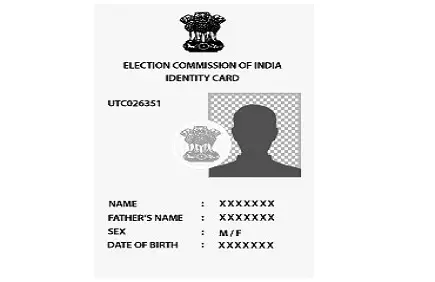 ELECTION COMMISSION OF INDIA
IDENTITY CARD
UTC026351
NAME : XXXXXXX
FATHER'S NAME : XXXXXXX
SEX : M / F
DATE OF BIRTH : XXXXXXX